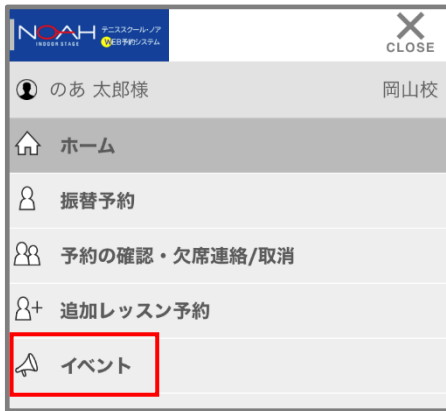 NOAH
INDOOR STAGE
テニススクール・ノア
WEB予約システム
CLOSE
のあ 太郎様
岡山校
ホーム
振替予約
予約の確認・欠席連絡/取消
追加レッスン予約
イベント